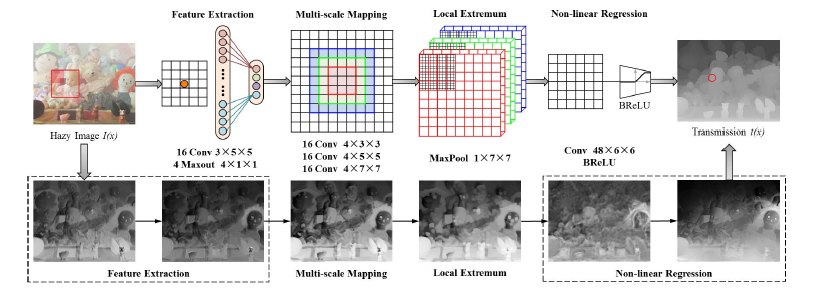 Feature Extraction
Multi-scale Mapping
Local Extremum
Non-linear Regression
BReLU
Hazy Image I(x)
Transmission t(x)
16 Conv 3×5×5
4 Maxout 4×1×1
16 Conv 4×3×3
16 Conv 4×5×5
16 Conv 4×7×7
MaxPool 1×7×7
Conv 48×6×6
BReLU
Feature Extraction
Multi-scale Mapping
Local Extremum
Non-linear Regression